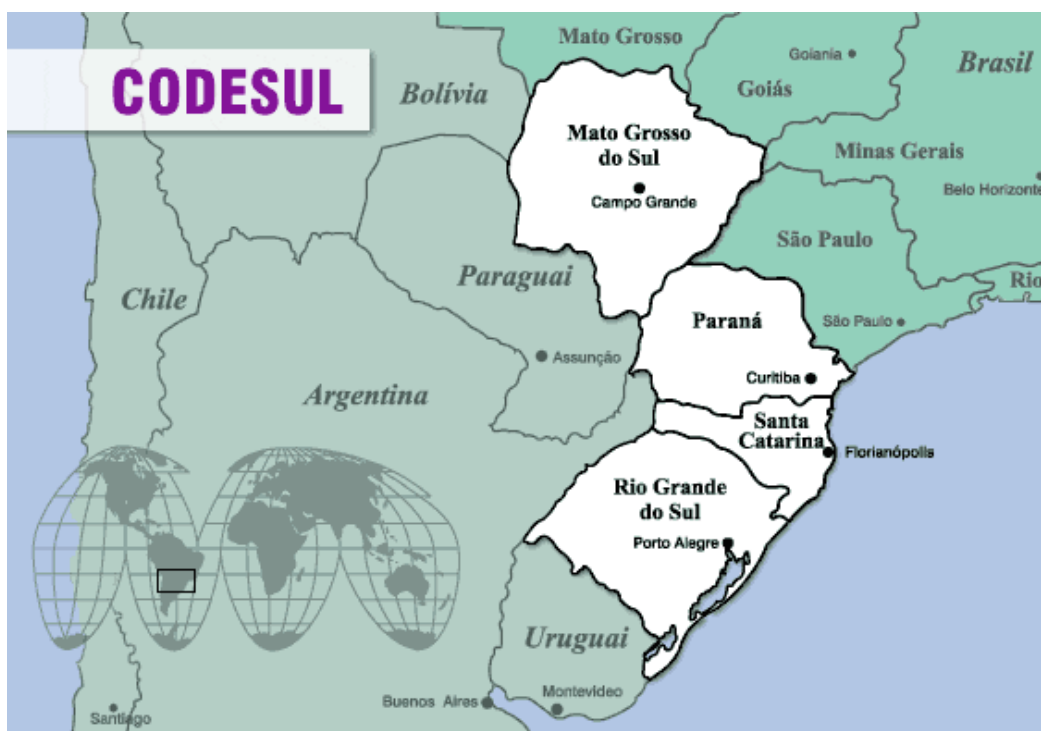 CODESUL
Mato Grosso
Goiania
Brasil
Goiás
Bolívia
Mato Grosso
do Sul
Minas Gerais
Campo Grande
Belo Horizonte
São Paulo
Paraguai
Rio
Chile
Paraná
São Paulo
Assunção
Curitiba
Argentina
Santa
Catarina
Florianópolis
Rio Grande
do Sul
Porto Alegre
Uruguai
Buenos Aires
Montevideo
Santiago